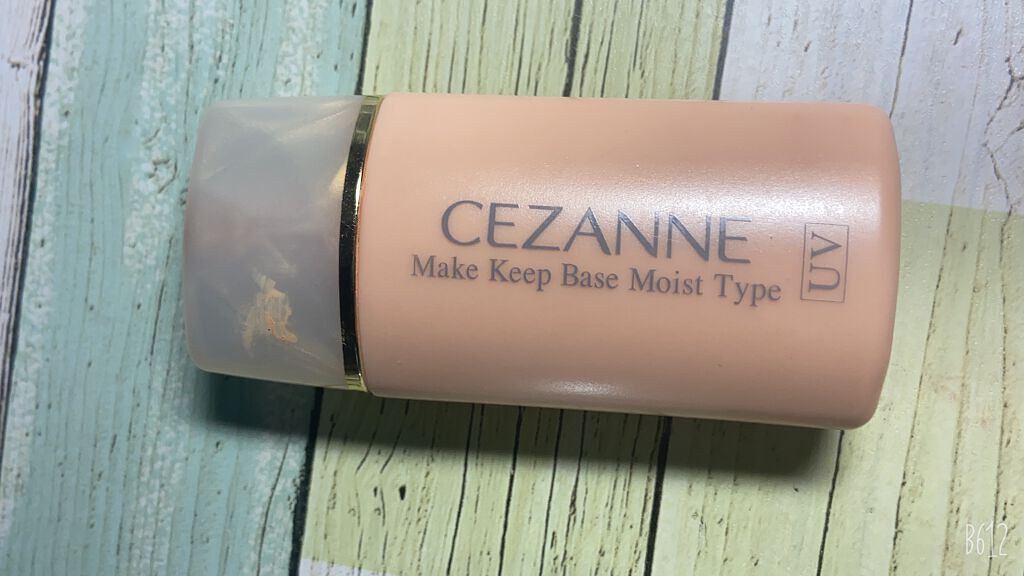 CEZANNE
Make Keep Base Moist Type
UV
B612